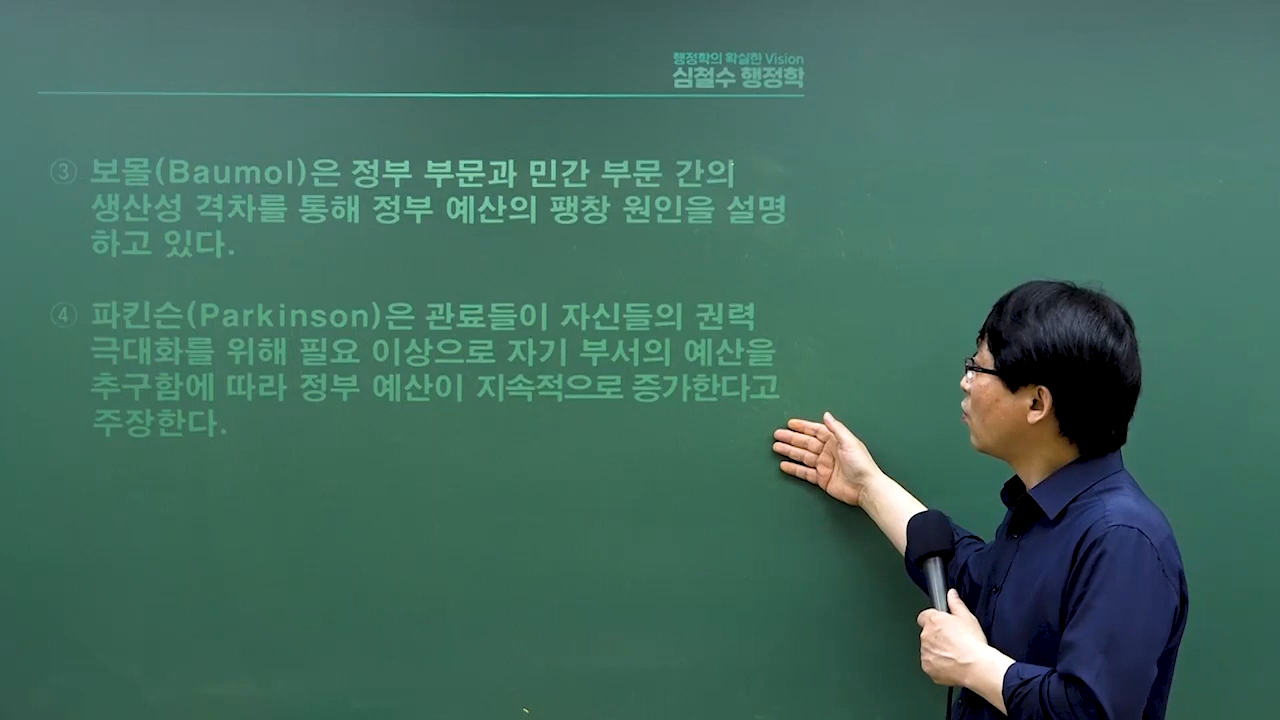 행정학의 확실한 Vision
심철수 행정학
③ 보몰(Baumol)은 정부 부문과 민간 부문 간의
생산성 격차를 통해 정부 예산의 팽창 원인을 설명
하고 있다.
④ 파킨슨(Parkinson)은 관료들이 자신들의 권력
극대화를 위해 필요 이상으로 자기 부서의 예산을
추구함에 따라 정부 예산이 지속적으로 증가한다고
주장한다.